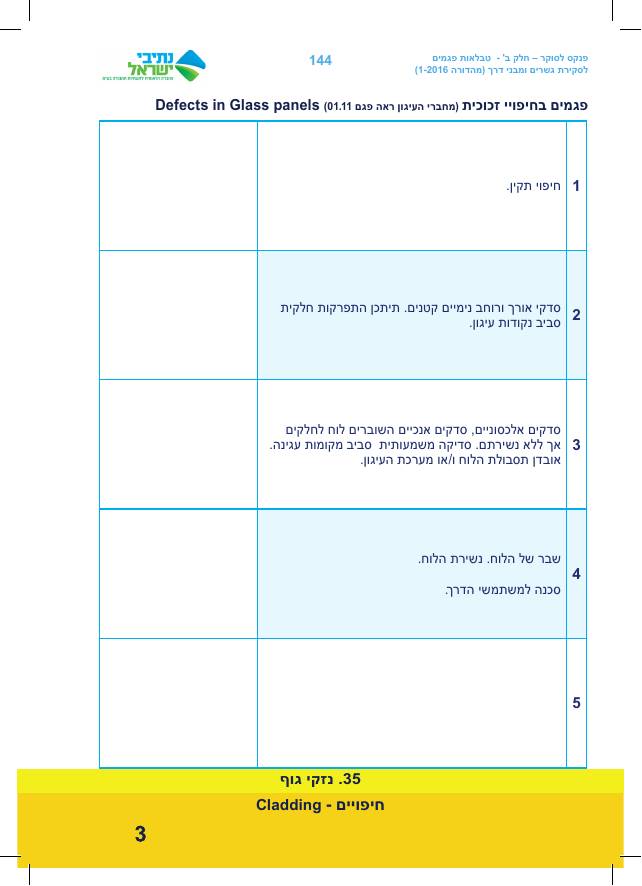 נתיבי
ישראל
144
פנקס לסוקר – חלק ב' - טבלאות פגמים
לסקירת גשרים ומבני דרך (מהדורה 1-2016)
פגמים בחיפויי זכוכית (מחברי העיגון ראה פגם 01.11) Defects in Glass panels
1
חיפוי תקין.
2
סדקי אורך ורוחב נימיים קטנים. תיתכן התפרקות חלקית
סביב נקודות עיגון.
3
סדקים אלכסוניים, סדקים אנכיים השוברים לוח לחלקים
אך ללא נשירתם. סדיקה משמעותית סביב מקומות עגינה.
אובדן תסבולת הלוח ו/או מערכת העיגון.
4
שבר של הלוח. נשירת הלוח.
סכנה למשתמשי הדרך.
5
35. נזקי גוף
חיפויים - Cladding
3